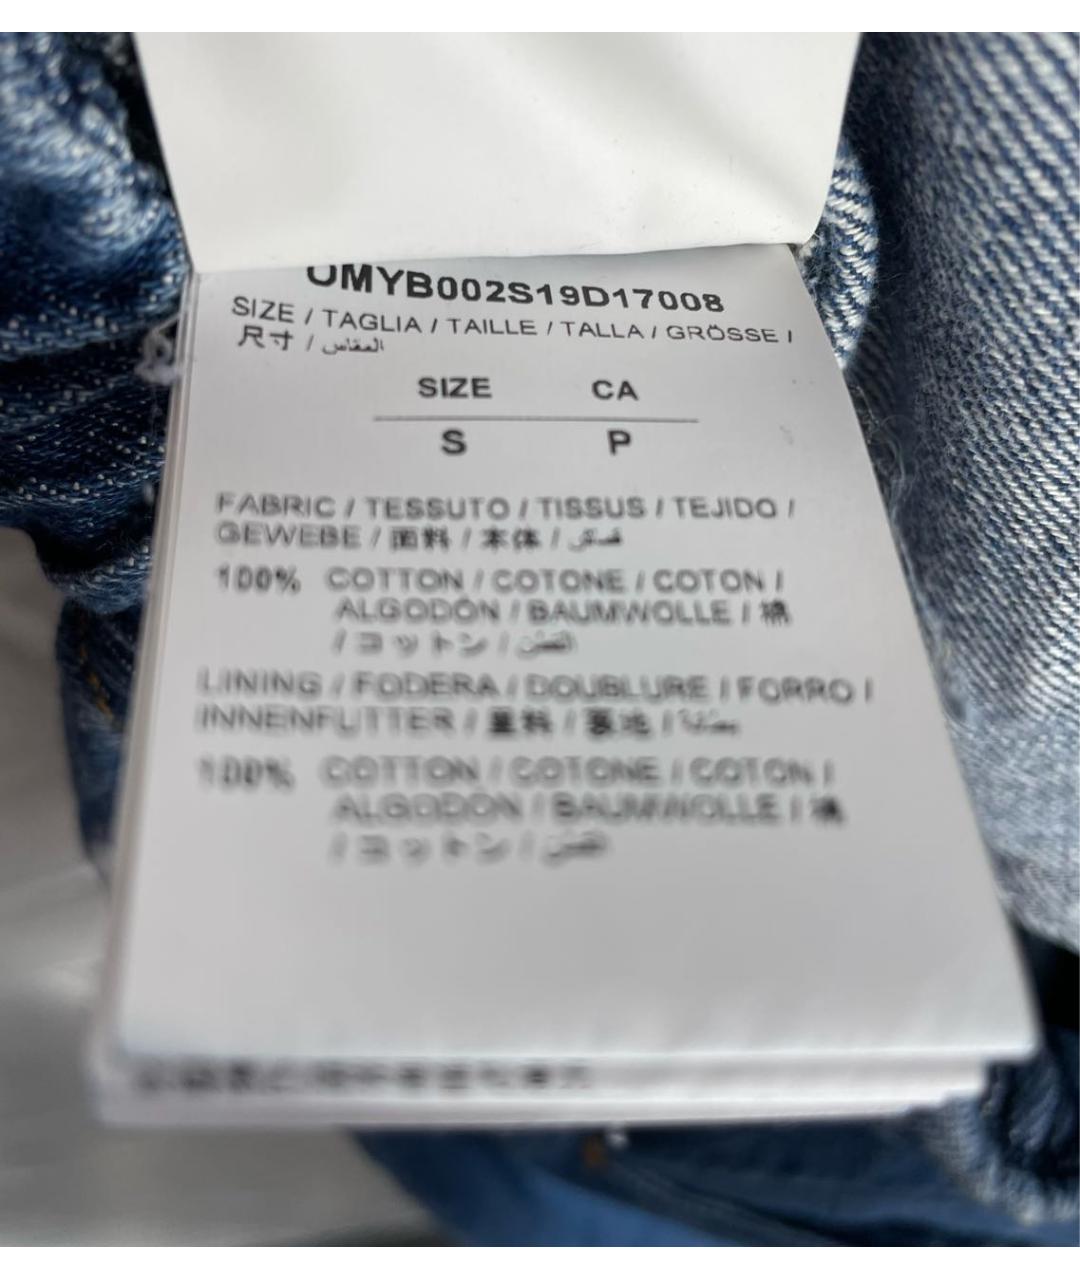 OMYB002S19D17008
SIZE / TAGLIA / TAILLE / TALLA / GRÖSSE /
尺寸 / المقاس
SIZE CA
S P
FABRIC / TESSUTO / TISSUS / TEJIDO /
GEWEBE / 面料 / 本体 /
100% COTTON / COTONE / COTON /
ALGODÓN / BAUMWOLLE / 棉
/ コットン /
LINING / FODERA / DOUBLURE / FORRO /
INNENFUTTER / 里料 / 裏地 /
100% COTTON / COTONE / COTON /
ALGODÓN / BAUMWOLLE / 棉
/ コットン /